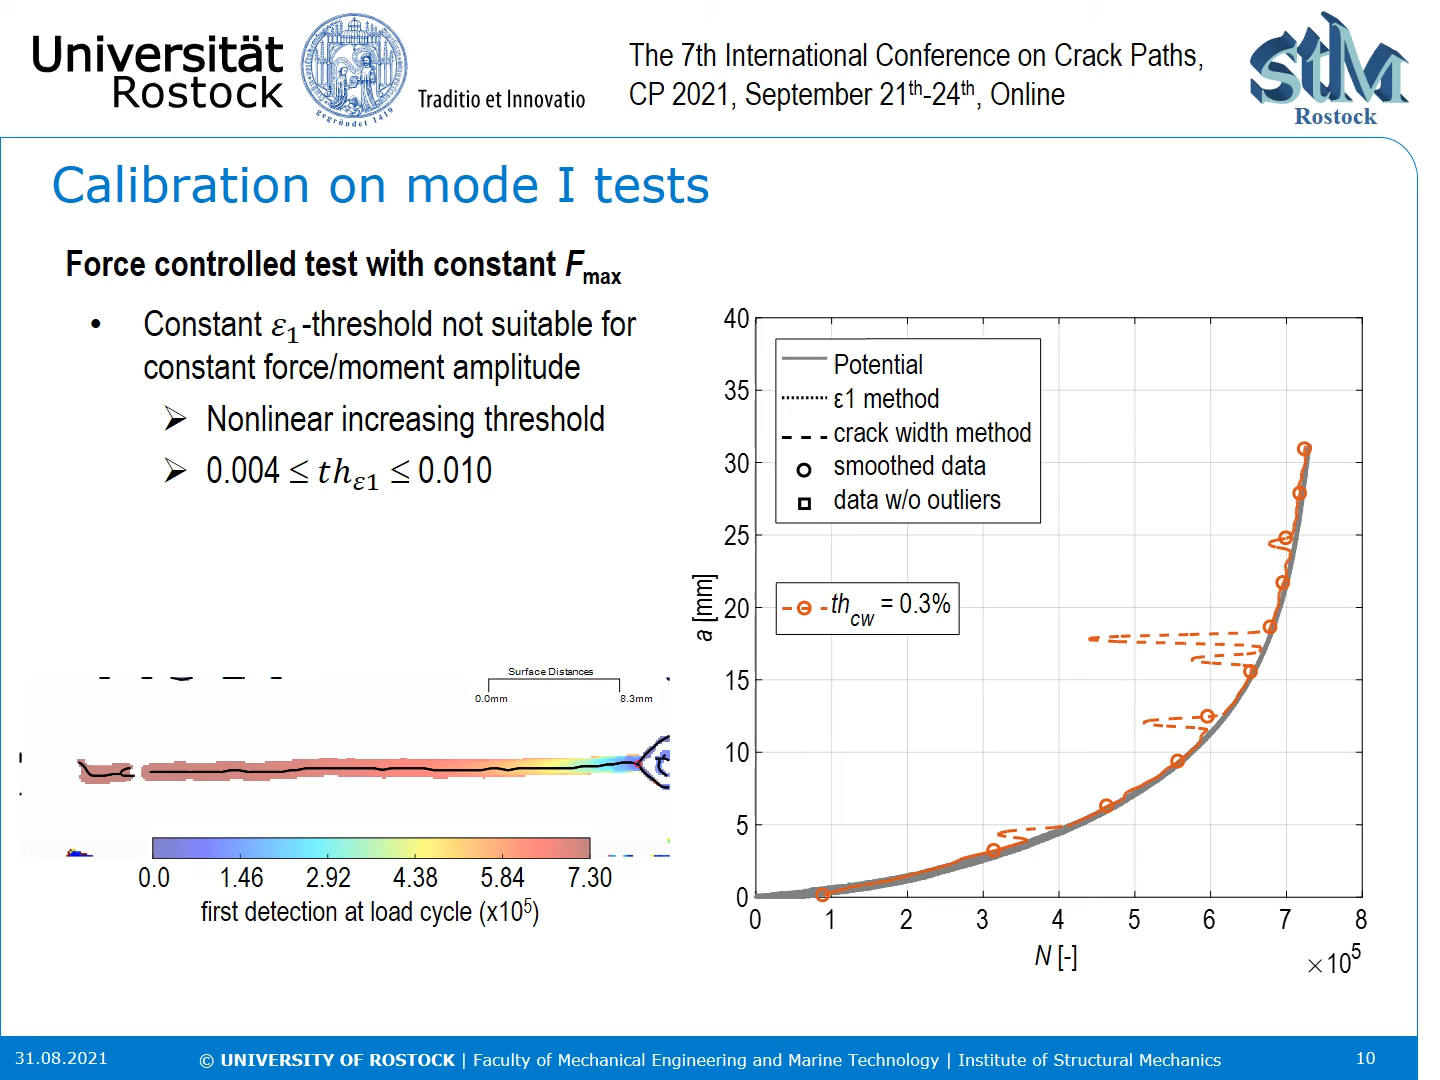 Universität
Rostock
Traditio et Innovatio
gegründet 1419
The 7th International Conference on Crack Paths,
CP 2021, September 21th-24th, Online
StM
Rostock
Calibration on mode I tests
Force controlled test with constant Fmax
• Constant ε1-threshold not suitable for
constant force/moment amplitude
➢ Nonlinear increasing threshold
➢ 0.004 ≤ thε1 ≤ 0.010
Surface Distances
0.0mm 8.3mm
0.0 1.46 2.92 4.38 5.84 7.30
first detection at load cycle (x10⁵)
40
35
30
25
20
15
10
5
0
a [mm]
Potential
ε1 method
crack width method
smoothed data
data w/o outliers
thcw = 0.3%
0 1 2 3 4 5 6 7 8
N [-]
×10⁵
31.08.2021
© UNIVERSITY OF ROSTOCK | Faculty of Mechanical Engineering and Marine Technology | Institute of Structural Mechanics
10